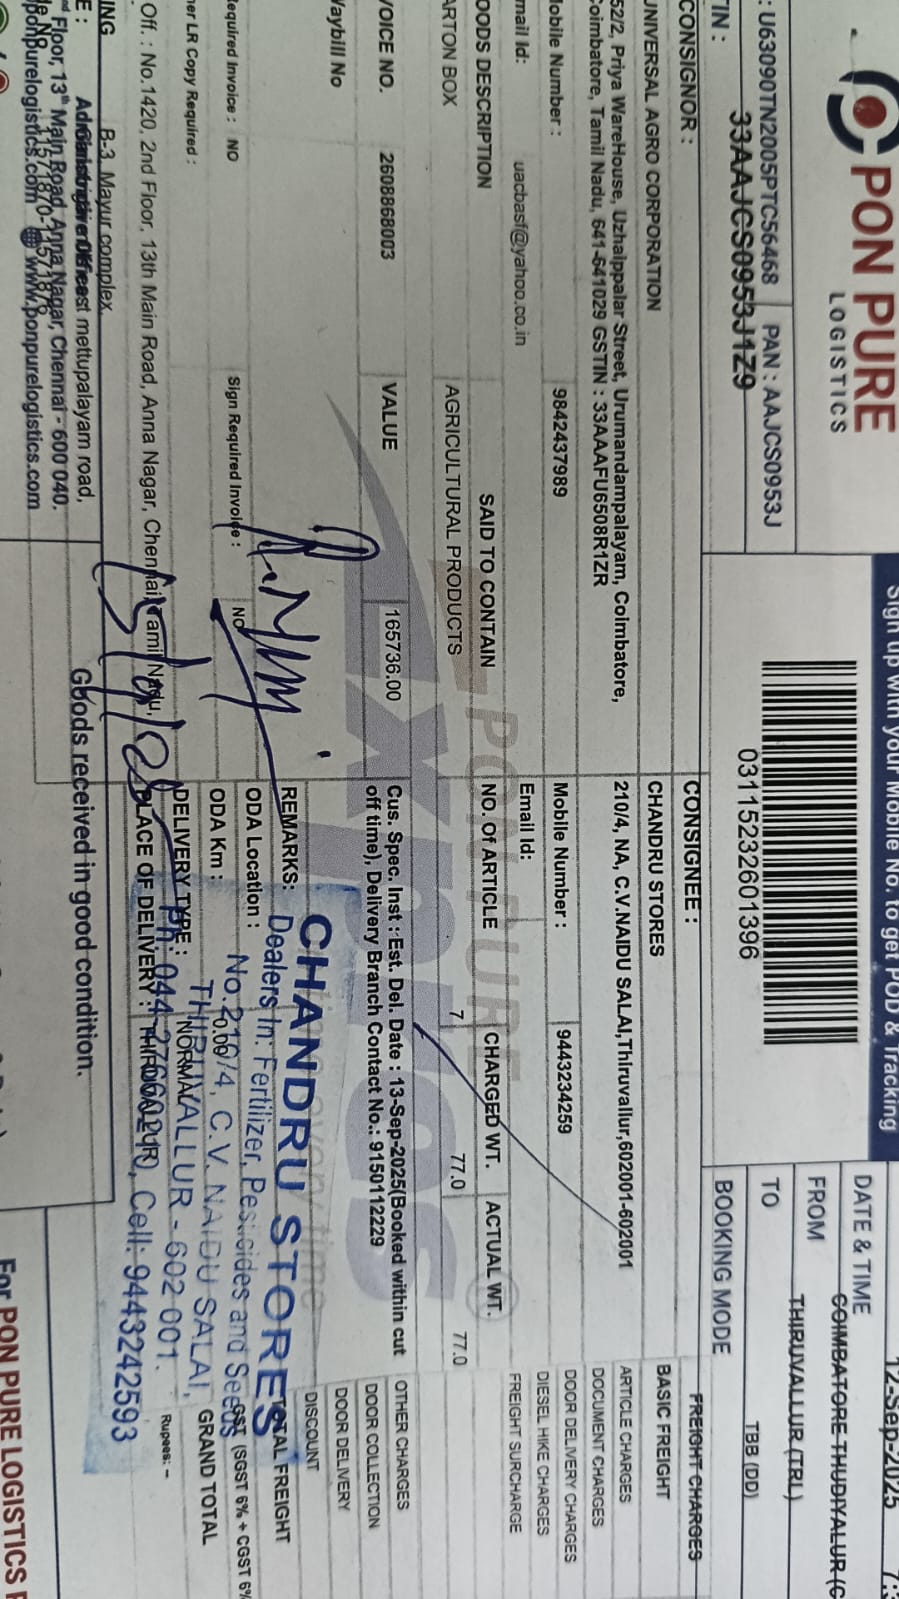 PON PURE
LOGISTICS
Sign up with your Mobile No. to get POD & Tracking
: U63090TN2005PTC56468 PAN : AAJCS0953J
TIN : 33AAJCS0953J1Z9
03115232601396
DATE & TIME 12-Sep-2025
FROM COIMBATORE THUDIYALUR (C
TO THIRUVALLUR (TRL)
BOOKING MODE TBB (DD)
CONSIGNOR :
UNIVERSAL AGRO CORPORATION
52/2, Priya WareHouse, Uzhaippalar Street, Urumandampalayam, Coimbatore,
Coimbatore, Tamil Nadu, 641-641029 GSTIN : 33AAAFU6508R1ZR
Mobile Number : 9842437989
mail Id: uacbasf@yahoo.co.in
CONSIGNEE :
CHANDRU STORES
210/4, NA, C.V.NAIDU SALAI,Thiruvallur,602001-602001
Mobile Number : 9443234259
Email Id:
GOODS DESCRIPTION SAID TO CONTAIN NO. OF ARTICLE CHARGED WT. ACTUAL WT.
CARTON BOX AGRICULTURAL PRODUCTS 7 77.0 77.0
VOICE NO. 2608868003 VALUE 165736.00
Cus. Spec. Inst : Est. Del. Date : 13-Sep-2025(Booked within cut
off time), Delivery Branch Contact No.: 9150112229
Waybill No
Required Invoice : NO Sign Required Invoice : NO
her LR Copy Required :
Off. : No.1420, 2nd Floor, 13th Main Road, Anna Nagar, Chennai, Tamil Nadu,
REMARKS:
ODA Location :
ODA Km : 0.00
DELIVERY TYPE : NORMAL
PLACE OF DELIVERY :
FREIGHT CHARGES
BASIC FREIGHT
ARTICLE CHARGES
DOCUMENT CHARGES
DOOR DELIVERY CHARGES
DIESEL HIKE CHARGES
FREIGHT SURCHARGE
OTHER CHARGES
DOOR COLLECTION
DOOR DELIVERY
DISCOUNT
TOTAL FREIGHT
GST (SGST 6% + CGST 6%
GRAND TOTAL
Rupees: –
CHANDRU STORES
Dealers In: Fertilizer, Pesticides and Seeds
No.210/4, C.V. NAIDU SALAI,
THIRUVALLUR - 602 001.
Ph: 044-27660210, Cell: 9443242593
B-3, Mayur complex,
mettupalayam road,
Floor, 13th Main Road, Anna Nagar, Chennai - 600 040.
ponpurelogistics.com www.ponpurelogistics.com
Goods received in good condition.
For PON PURE LOGISTICS P